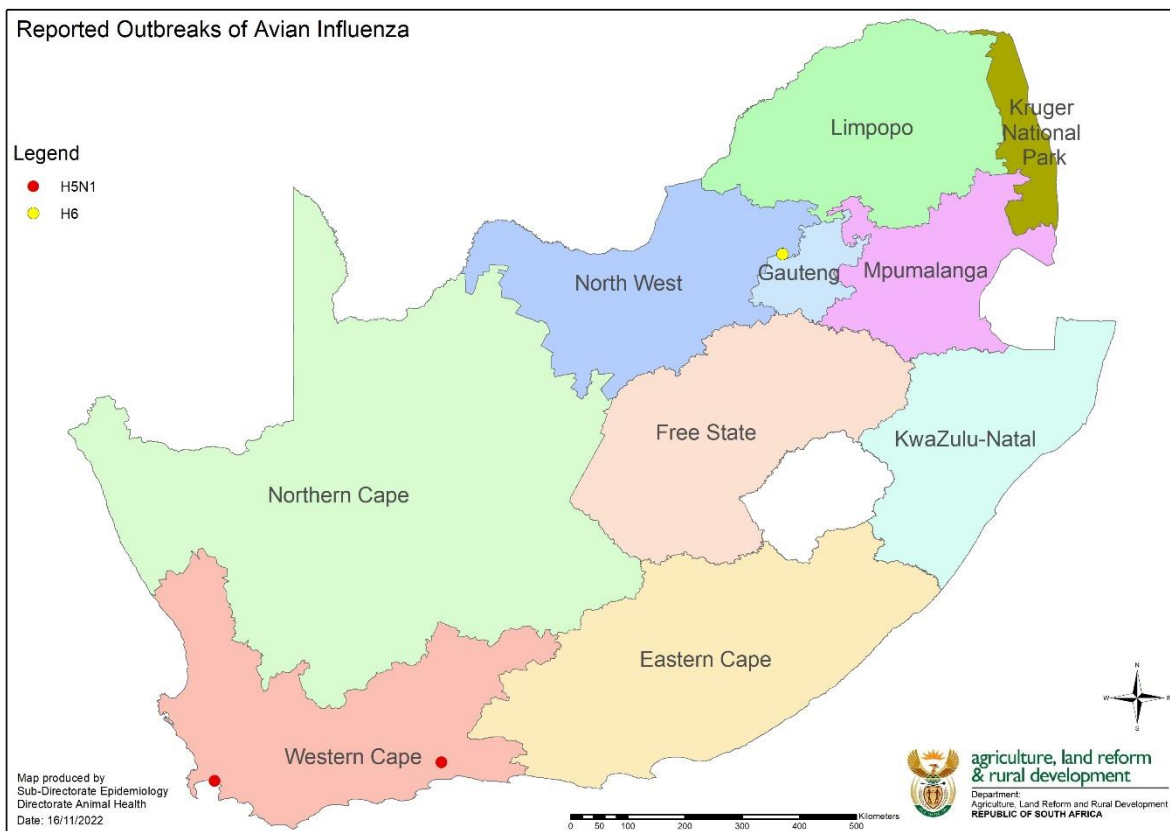 Reported Outbreaks of Avian Influenza
Legend
H5N1
H6
Limpopo
Kruger
National
Park
North West
Gauteng
Mpumalanga
Free State
KwaZulu-Natal
Northern Cape
Eastern Cape
Western Cape
N
W
E
S
Map produced by
Sub-Directorate Epidemiology
Directorate Animal Health
Date: 16/11/2022
Kilometers
0 50 100 200 300 400 500
agriculture, land reform
& rural development
Department:
Agriculture, Land Reform and Rural Development
REPUBLIC OF SOUTH AFRICA